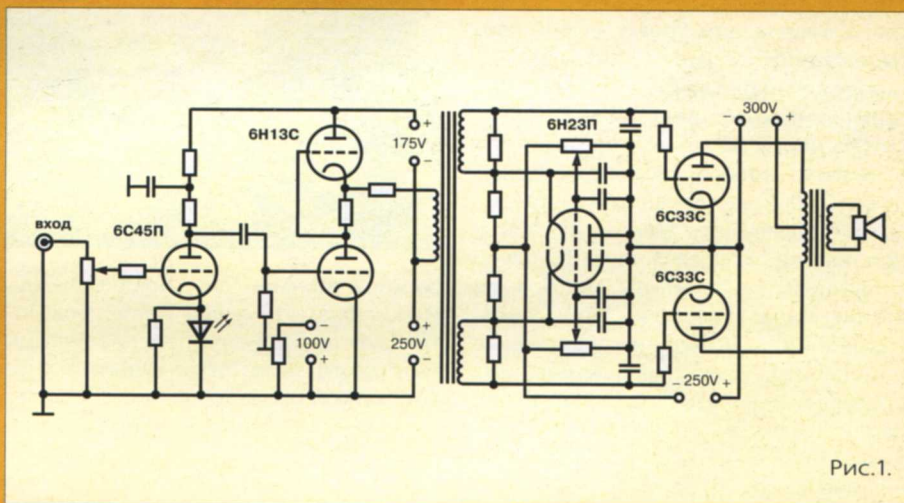 6Н13С
175V
6Н23П
300V
вход
6С45П
6С33С
6С33С
100V
250V
250V
Рис.1.